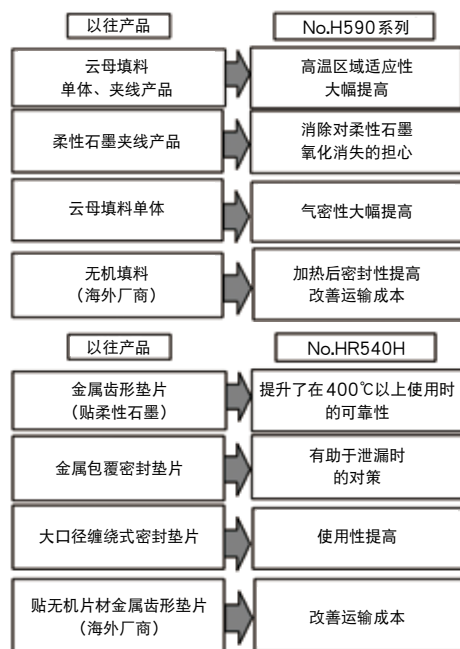 以往产品
No.H590系列
云母填料
单体、夹线产品
高温区域适应性
大幅提高
柔性石墨夹线产品
消除对柔性石墨
氧化消失的担心
云母填料单体
气密性大幅提高
无机填料
（海外厂商）
加热后密封性提高
改善运输成本
以往产品
No.HR540H
金属齿形垫片
（贴柔性石墨）
提升了在400℃以上使用时
的可靠性
金属包覆密封垫片
有助于泄漏时
的对策
大口径缠绕式密封垫片
使用性提高
贴无机片材金属齿形垫片
（海外厂商）
改善运输成本